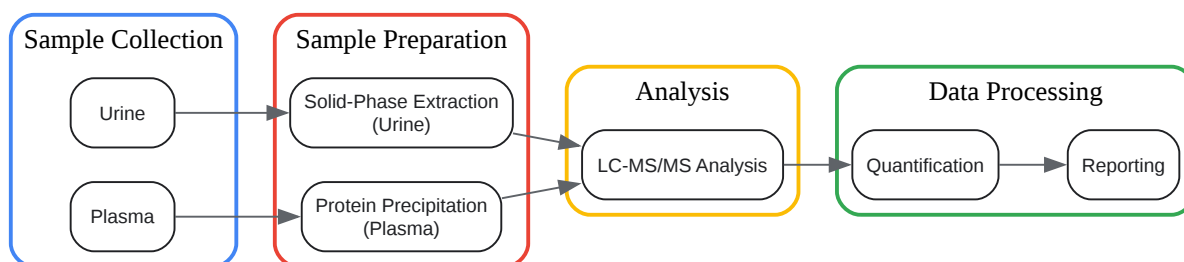 Sample Collection
Urine
Plasma
Sample Preparation
Solid-Phase Extraction
(Urine)
Protein Precipitation
(Plasma)
Analysis
LC-MS/MS Analysis
Data Processing
Quantification
Reporting